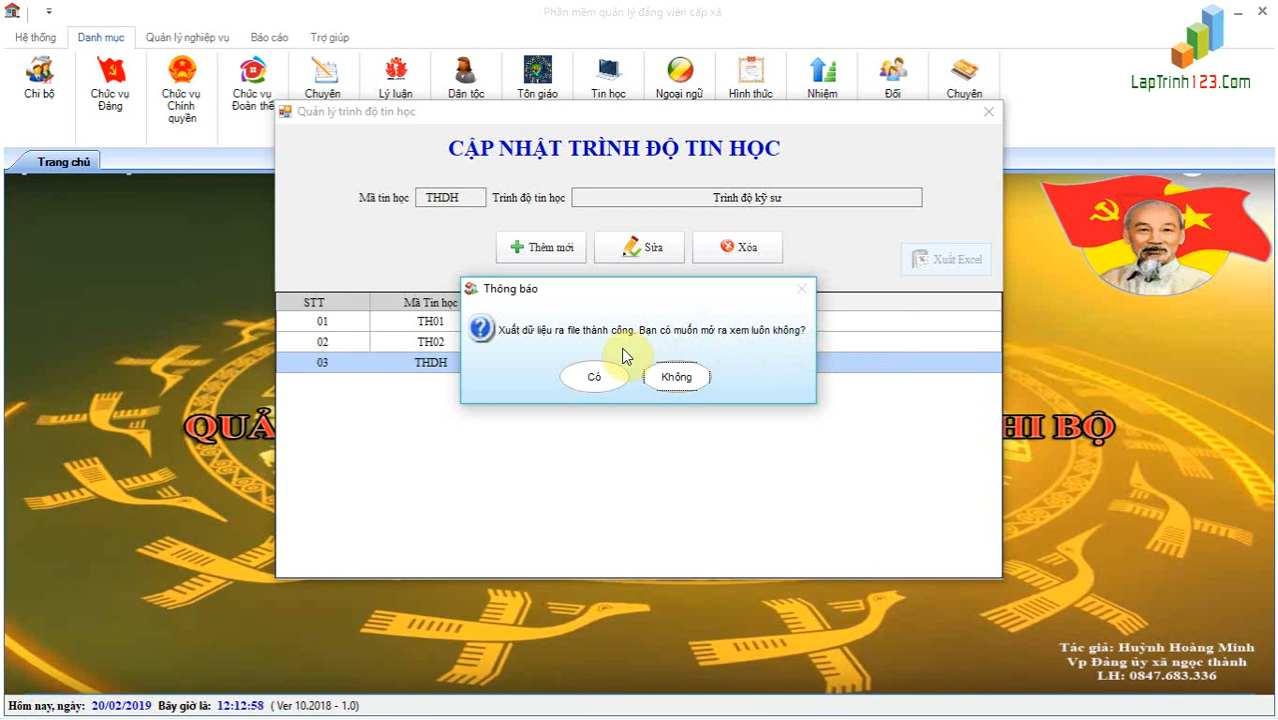 Phần mềm quản lý đảng viên cấp xã
Hệ thống Danh mục Quản lý nghiệp vụ Báo cáo Trợ giúp
Chi bộ
Chức vụ Đảng
Chức vụ Chính quyền
Chức vụ Đoàn thể
Chuyên
Lý luận
Dân tộc
Tôn giáo
Tin học
Ngoại ngũ
Hình thức
Nhiệm
Đối
Chuyên
LapTrinh123.Com
Trang chủ
Quản lý trình độ tin học
CẬP NHẬT TRÌNH ĐỘ TIN HỌC
Mã tin học THDH Trình độ tin học Trình độ kỹ sư
Thêm mới Sửa Xóa Xuất Excel
STT Mã Tin học
01 TH01
02 TH02
03 THDH
Thông báo
Xuất dữ liệu ra file thành công. Bạn có muốn mở ra xem luôn không?
Có Không
QUẢ
HI BỘ
Tác giả: Huỳnh Hoàng Minh
Vp Đảng ủy xã ngọc thành
LH: 0847.683.336
Hôm nay, ngày: 20/02/2019 Bây giờ là: 12:12:58 ( Ver 10.2018 - 1.0)